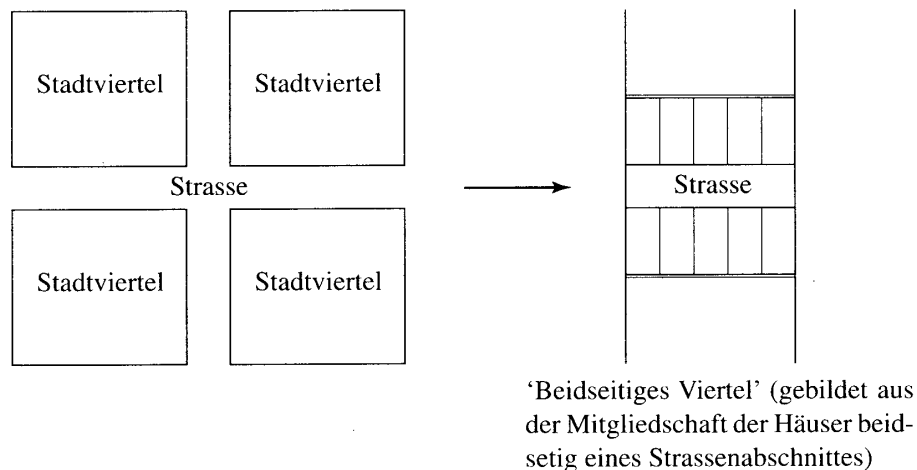 Stadtviertel
Stadtviertel
Strasse
Stadtviertel
Stadtviertel
Strasse
‘Beidseitiges Viertel’ (gebildet aus
der Mitgliedschaft der Häuser beid-
setig eines Strassenabschnittes)